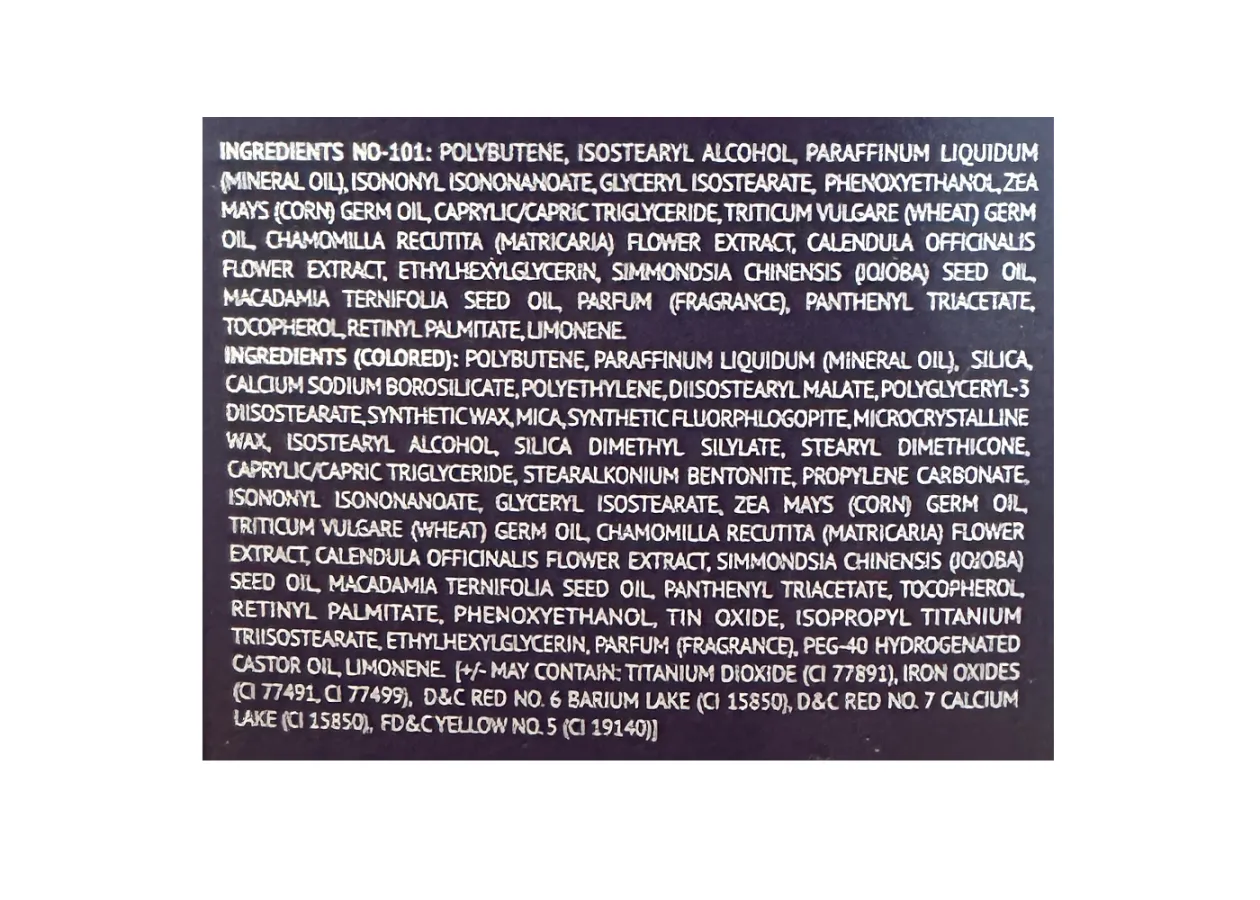 INGREDIENTS NO-101: POLYBUTENE, ISOSTEARYL ALCOHOL, PARAFFINUM LIQUIDUM
(MINERAL OIL), ISONONYL ISONONANOATE, GLYCERYL ISOSTEARATE, PHENOXYETHANOL, ZEA
MAYS (CORN) GERM OIL, CAPRYLIC/CAPRIC TRIGLYCERIDE, TRITICUM VULGARE (WHEAT) GERM
OIL, CHAMOMILLA RECUTITA (MATRICARIA) FLOWER EXTRACT, CALENDULA OFFICINALIS
FLOWER EXTRACT, ETHYLHEXYLGLYCERIN, SIMMONDSIA CHINENSIS (JOJOBA) SEED OIL,
MACADAMIA TERNIFOLIA SEED OIL, PARFUM (FRAGRANCE), PANTHENYL TRIACETATE,
TOCOPHEROL, RETINYL PALMITATE, LIMONENE.
INGREDIENTS (COLORED): POLYBUTENE, PARAFFINUM LIQUIDUM (MINERAL OIL), SILICA,
CALCIUM SODIUM BOROSILICATE, POLYETHYLENE, DIISOSTEARYL MALATE, POLYGLYCERYL-3
DIISOSTEARATE, SYNTHETIC WAX, MICA, SYNTHETIC FLUORPHLOGOPITE, MICROCRYSTALLINE
WAX, ISOSTEARYL ALCOHOL, SILICA DIMETHYL SILYLATE, STEARYL DIMETHICONE,
CAPRYLIC/CAPRIC TRIGLYCERIDE, STEARALKONIUM BENTONITE, PROPYLENE CARBONATE,
ISONONYL ISONONANOATE, GLYCERYL ISOSTEARATE, ZEA MAYS (CORN) GERM OIL,
TRITICUM VULGARE (WHEAT) GERM OIL, CHAMOMILLA RECUTITA (MATRICARIA) FLOWER
EXTRACT, CALENDULA OFFICINALIS FLOWER EXTRACT, SIMMONDSIA CHINENSIS (JOJOBA)
SEED OIL, MACADAMIA TERNIFOLIA SEED OIL, PANTHENYL TRIACETATE, TOCOPHEROL,
RETINYL PALMITATE, PHENOXYETHANOL, TIN OXIDE, ISOPROPYL TITANIUM
TRIISOSTEARATE, ETHYLHEXYLGLYCERIN, PARFUM (FRAGRANCE), PEG-40 HYDROGENATED
CASTOR OIL, LIMONENE. [+/- MAY CONTAIN: TITANIUM DIOXIDE (CI 77891), IRON OXIDES
(CI 77491, CI 77499), D&C RED NO. 6 BARIUM LAKE (CI 15850), D&C RED NO. 7 CALCIUM
LAKE (CI 15850), FD&C YELLOW NO. 5 (CI 19140)]